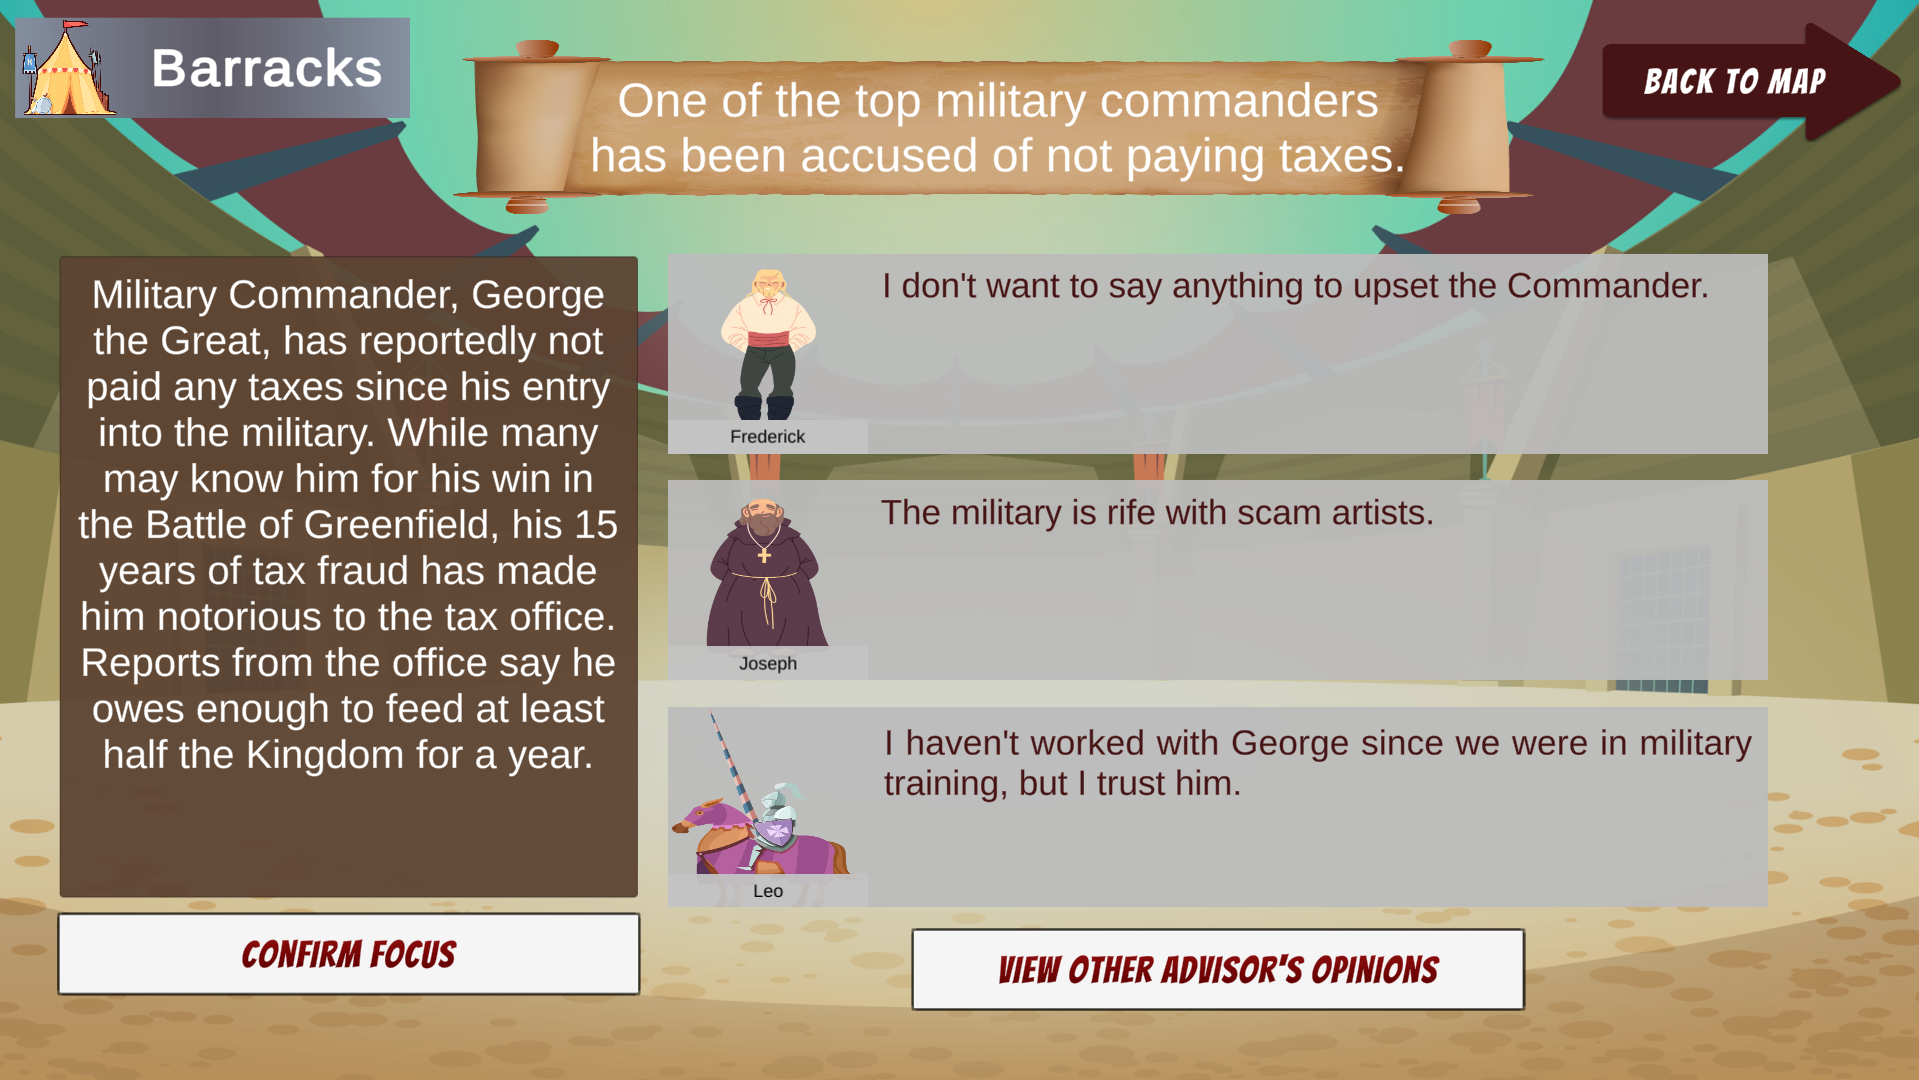 Barracks
One of the top military commanders
has been accused of not paying taxes.
BACK TO MAP
Military Commander, George
the Great, has reportedly not
paid any taxes since his entry
into the military. While many
may know him for his win in
the Battle of Greenfield, his 15
years of tax fraud has made
him notorious to the tax office.
Reports from the office say he
owes enough to feed at least
half the Kingdom for a year.
CONFIRM FOCUS
I don't want to say anything to upset the Commander.
Frederick
The military is rife with scam artists.
Joseph
I haven't worked with George since we were in military
training, but I trust him.
Leo
VIEW OTHER ADVISOR'S OPINIONS